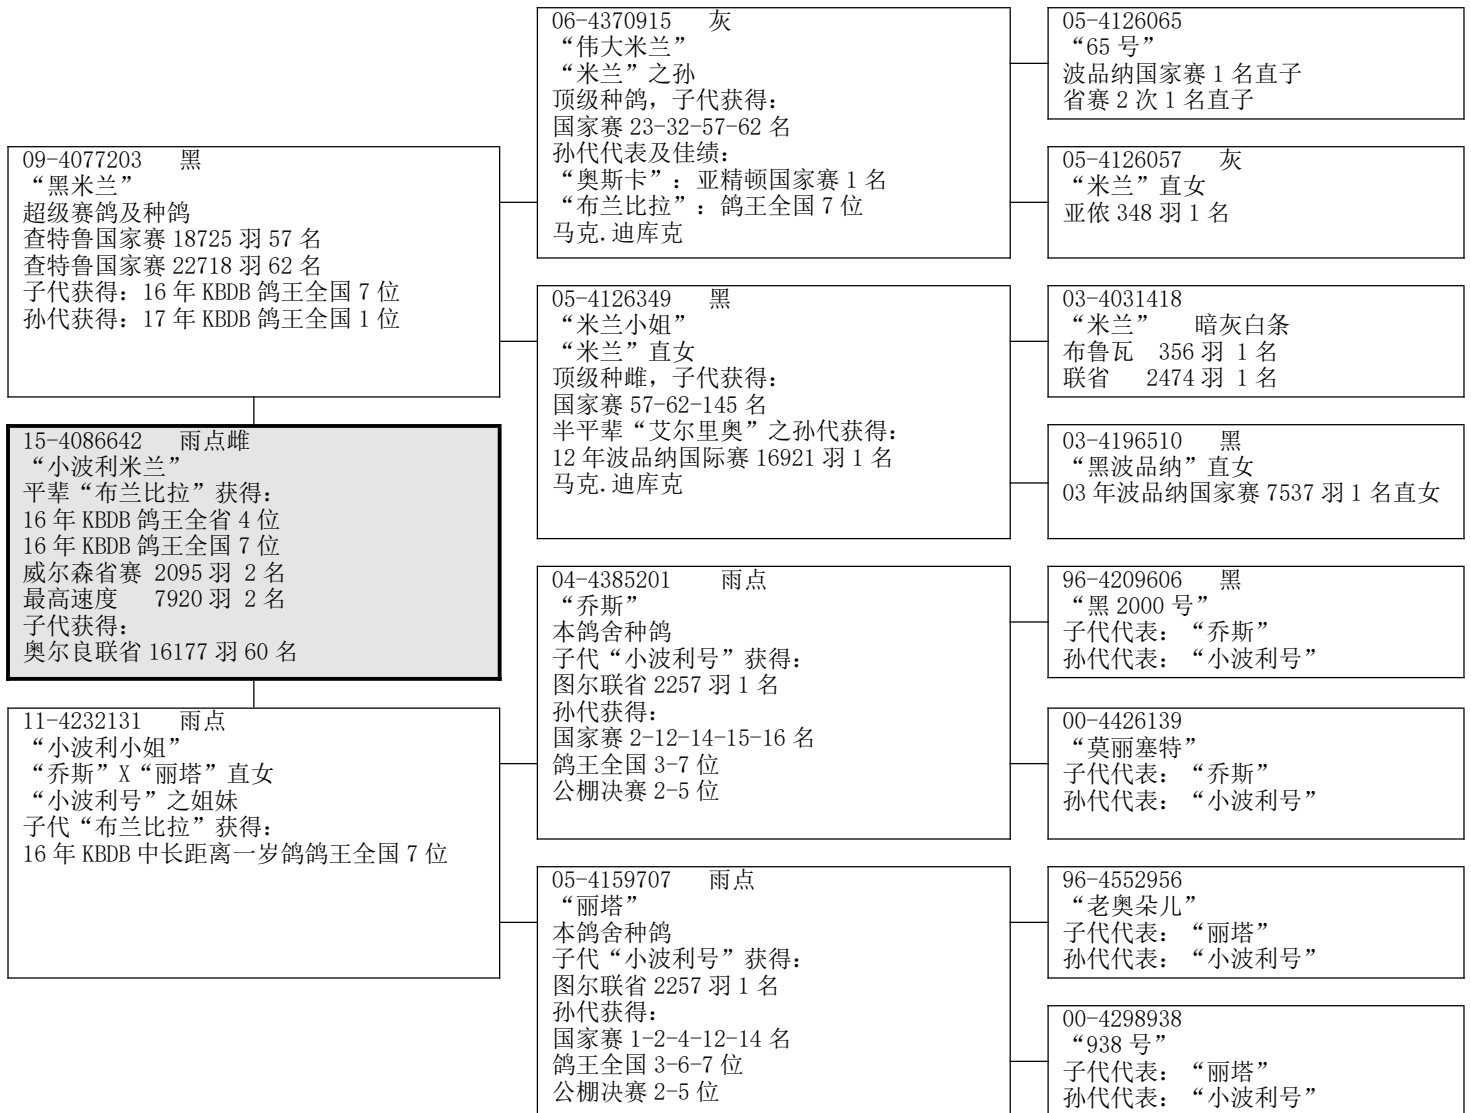 09-4077203 黑
“黑米兰”
超级赛鸽及种鸽
查特鲁国家赛 18725 羽 57 名
查特鲁国家赛 22718 羽 62 名
子代获得：16 年 KBDB 鸽王全国 7 位
孙代获得：17 年 KBDB 鸽王全国 1 位
15-4086642 雨点雌
“小波利米兰”
平辈“布兰比拉”获得：
16 年 KBDB 鸽王全省 4 位
16 年 KBDB 鸽王全国 7 位
威尔森省赛 2095 羽 2 名
最高速度 7920 羽 2 名
子代获得：
奥尔良联省 16177 羽 60 名
11-4232131 雨点
“小波利小姐”
“乔斯”X“丽塔”直女
“小波利号”之姐妹
子代“布兰比拉”获得：
16 年 KBDB 中长距离一岁鸽鸽王全国 7 位
06-4370915 灰
“伟大米兰”
“米兰”之孙
顶级种鸽，子代获得：
国家赛 23-32-57-62 名
孙代代表及佳绩：
“奥斯卡”：亚精顿国家赛 1 名
“布兰比拉”：鸽王全国 7 位
马克.迪库克
05-4126349 黑
“米兰小姐”
“米兰”直女
顶级种雌，子代获得：
国家赛 57-62-145 名
半平辈“艾尔里奥”之孙代获得：
12 年波品纳国际赛 16921 羽 1 名
马克.迪库克
04-4385201 雨点
“乔斯”
本鸽舍种鸽
子代“小波利号”获得：
图尔联省 2257 羽 1 名
孙代获得：
国家赛 2-12-14-15-16 名
鸽王全国 3-7 位
公棚决赛 2-5 位
05-4159707 雨点
“丽塔”
本鸽舍种鸽
子代“小波利号”获得：
图尔联省 2257 羽 1 名
孙代获得：
国家赛 1-2-4-12-14 名
鸽王全国 3-6-7 位
公棚决赛 2-5 位
05-4126065
“65 号”
波品纳国家赛 1 名直子
省赛 2 次 1 名直子
05-4126057 灰
“米兰”直女
亚侬 348 羽 1 名
03-4031418
“米兰” 暗灰白条
布鲁瓦 356 羽 1 名
联省 2474 羽 1 名
03-4196510 黑
“黑波品纳”直女
03 年波品纳国家赛 7537 羽 1 名直女
96-4209606 黑
“黑 2000 号”
子代代表：“乔斯”
孙代代表：“小波利号”
00-4426139
“莫丽塞特”
子代代表：“乔斯”
孙代代表：“小波利号”
96-4552956
“老奥朵儿”
子代代表：“丽塔”
孙代代表：“小波利号”
00-4298938
“938 号”
子代代表：“丽塔”
孙代代表：“小波利号”